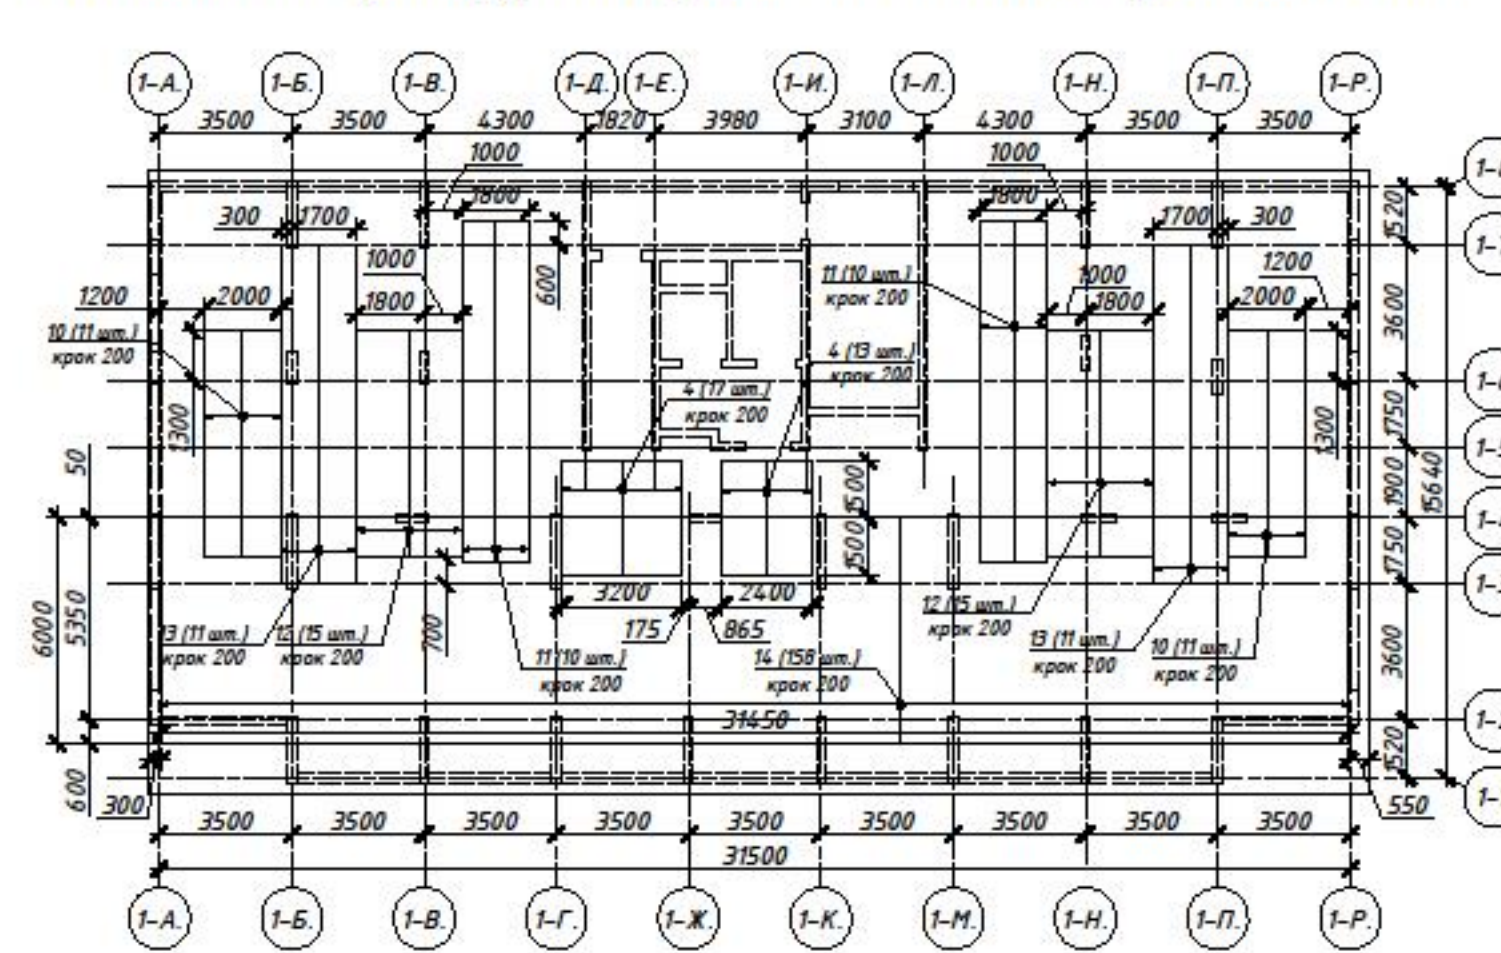 1-А. 1-Б. 1-В. 1-Д. 1-Е. 1-И. 1-Л. 1-Н. 1-П. 1-Р.
3500 3500 4300 1820 3980 3100 4300 3500 3500
1000 1000
1800 1800
300 1700 1700 300
1000 1000 1200
1200 2000 1800 600 1800 2000
11 (10 шт.)
крок 200
10 (11 шт.)
крок 200
4 (13 шт.)
крок 200
4 (17 шт.)
крок 200
1300 1300
1520
3600
1750
1900
1750
3600
1520
15640
50
6000 5350
600
1500
1500
3200 2400
175 865
700
13 (11 шт.)
крок 200
12 (15 шт.)
крок 200
11 (10 шт.)
крок 200
14 (158 шт.)
крок 200
12 (15 шт.)
крок 200
13 (11 шт.)
крок 200
10 (11 шт.)
крок 200
31450
300 550
3500 3500 3500 3500 3500 3500 3500 3500 3500
31500
1-А. 1-Б. 1-В. 1-Г. 1-Ж. 1-К. 1-М. 1-Н. 1-П. 1-Р.